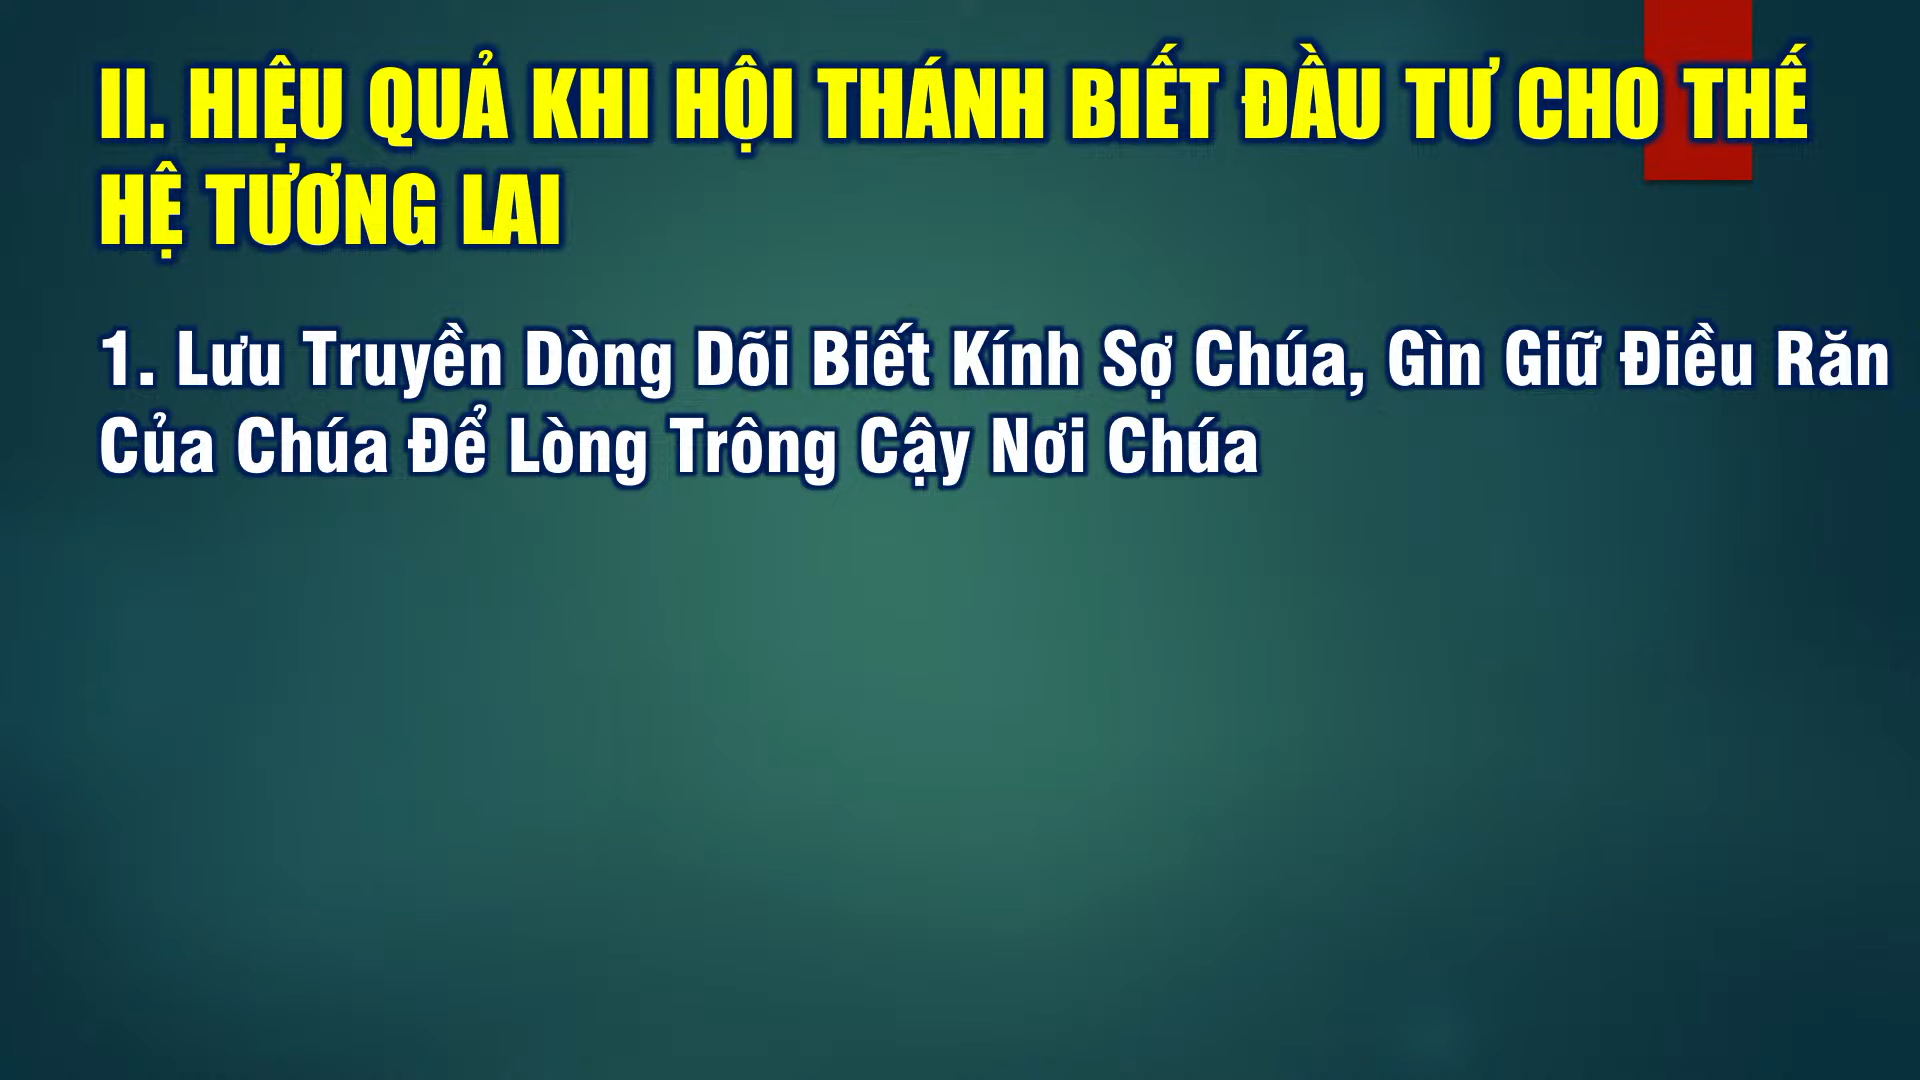 II. HIỆU QUẢ KHI HỘI THÁNH BIẾT ĐẦU TƯ CHO THẾ
HỆ TƯƠNG LAI
1. Lưu Truyền Dòng Dõi Biết Kính Sợ Chúa, Gìn Giữ Điều Răn
Của Chúa Để Lòng Trông Cậy Nơi Chúa